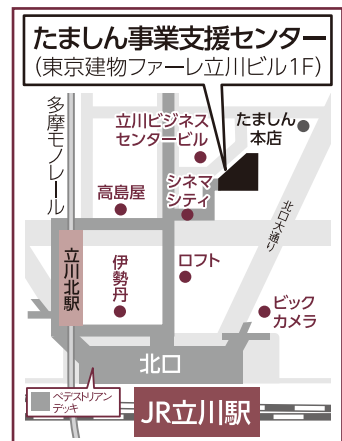 たましん事業支援センター
(東京建物ファーレ立川ビル1F)
多摩モノレール
立川ビジネス
センタービル
たましん
本店
シネマ
シティ
高島屋
北口大通り
立川北駅
伊勢丹
ロフト
ビック
カメラ
北口
ペデストリアン
デッキ
JR立川駅